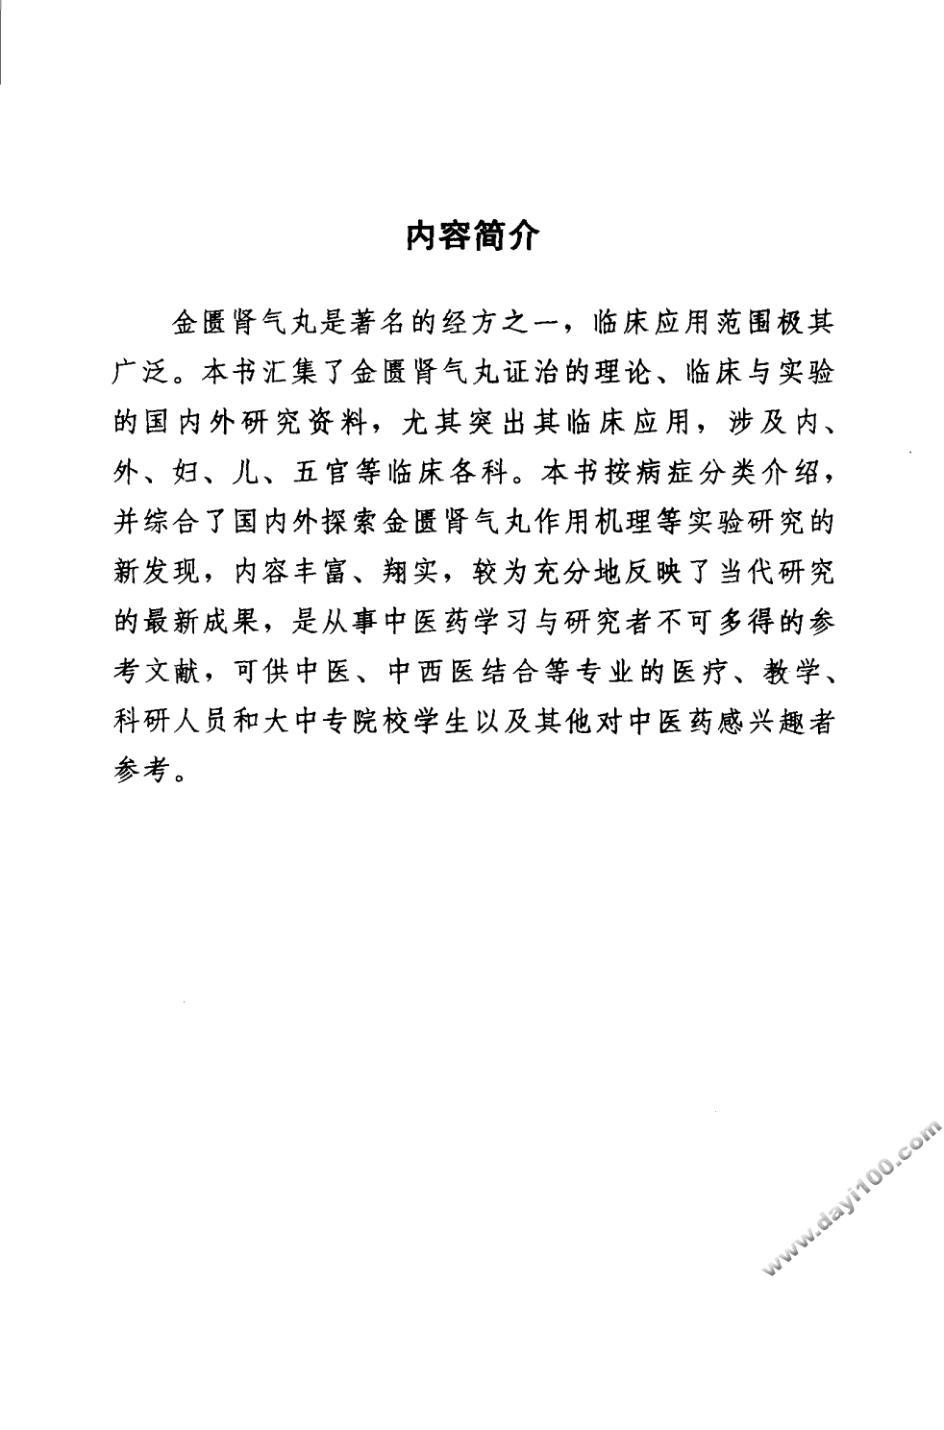 内容简介
金匮肾气丸是著名的经方之一，临床应用范围极其
广泛。本书汇集了金匮肾气丸证治的理论、临床与实验
的国内外研究资料，尤其突出其临床应用，涉及内、
外、妇、儿、五官等临床各科。本书按病症分类介绍，
并综合了国内外探索金匮肾气丸作用机理等实验研究的
新发现，内容丰富、翔实，较为充分地反映了当代研究
的最新成果，是从事中医药学习与研究者不可多得的参
考文献，可供中医、中西医结合等专业的医疗、教学、
科研人员和大中专院校学生以及其他对中医药感兴趣者
参考。
www.dayi100.com